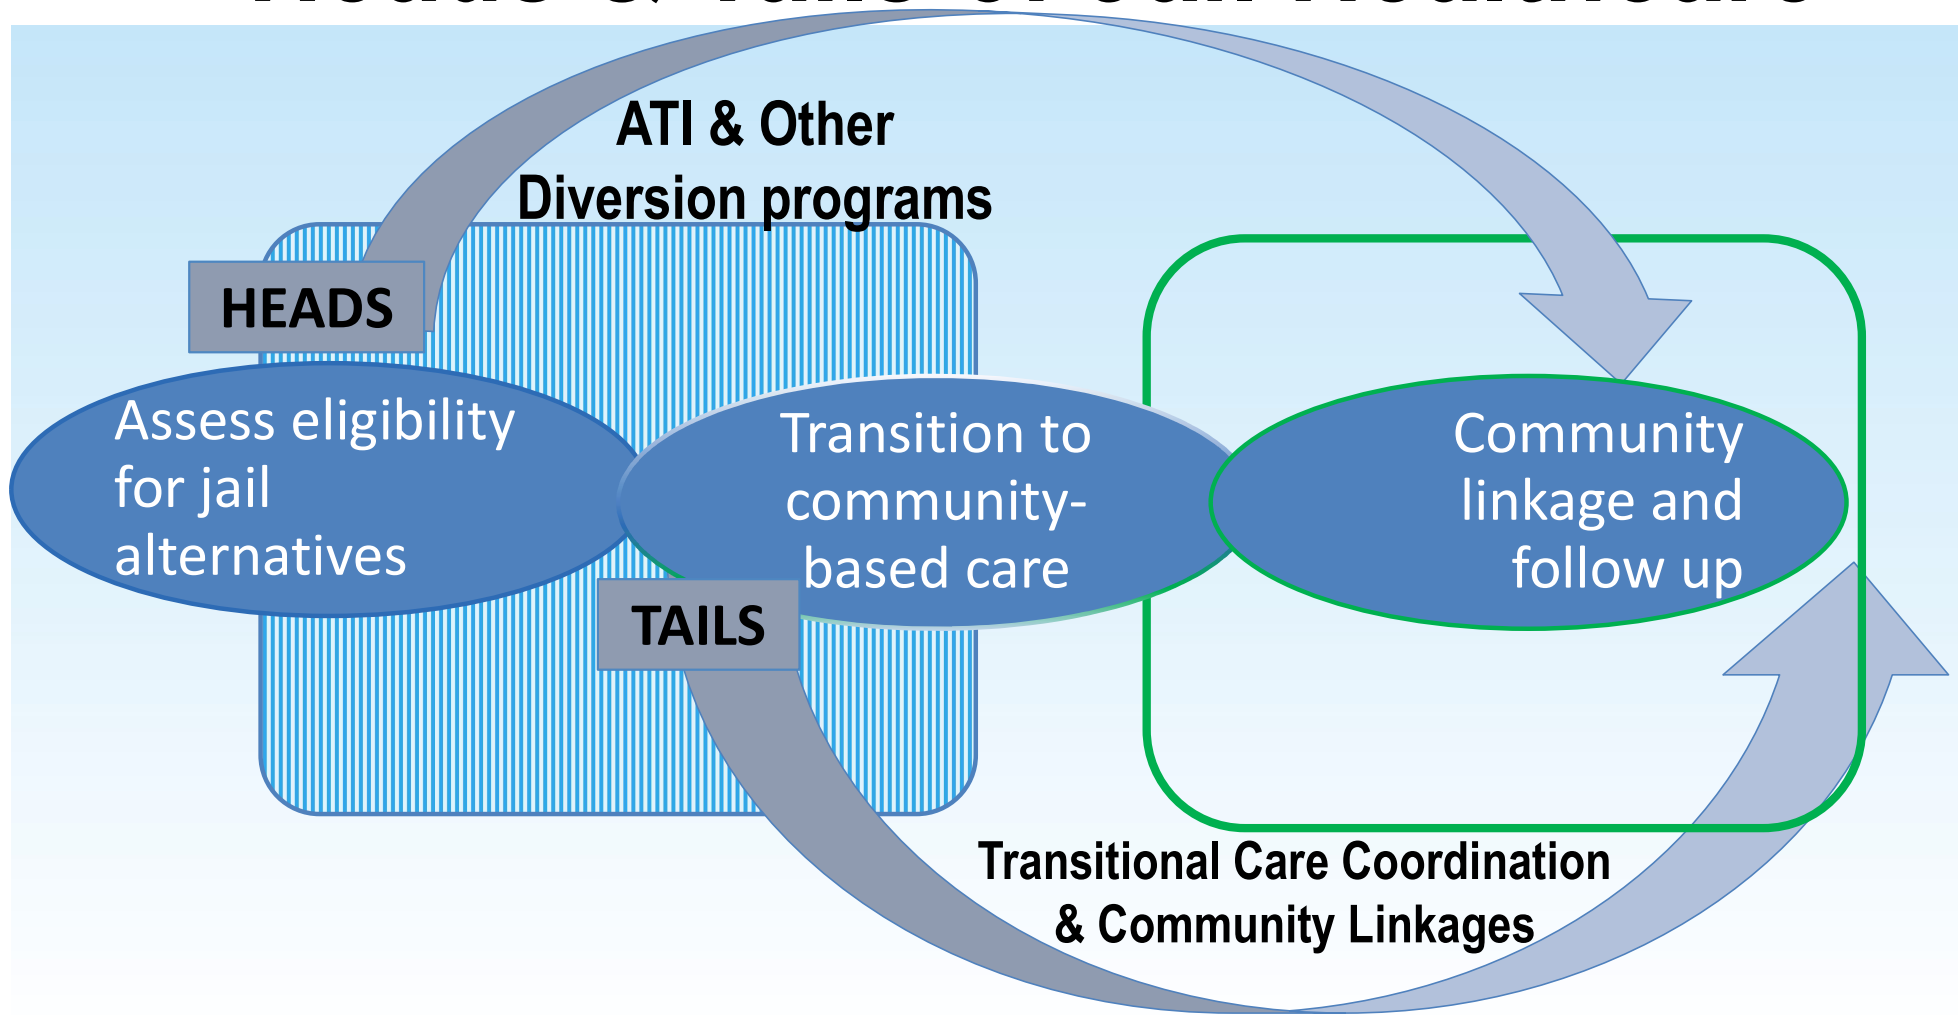 ATI & Other
Diversion programs
HEADS
Assess eligibility
for jail
alternatives
Transition to
community-
based care
Community
linkage and
follow up
TAILS
Transitional Care Coordination
& Community Linkages